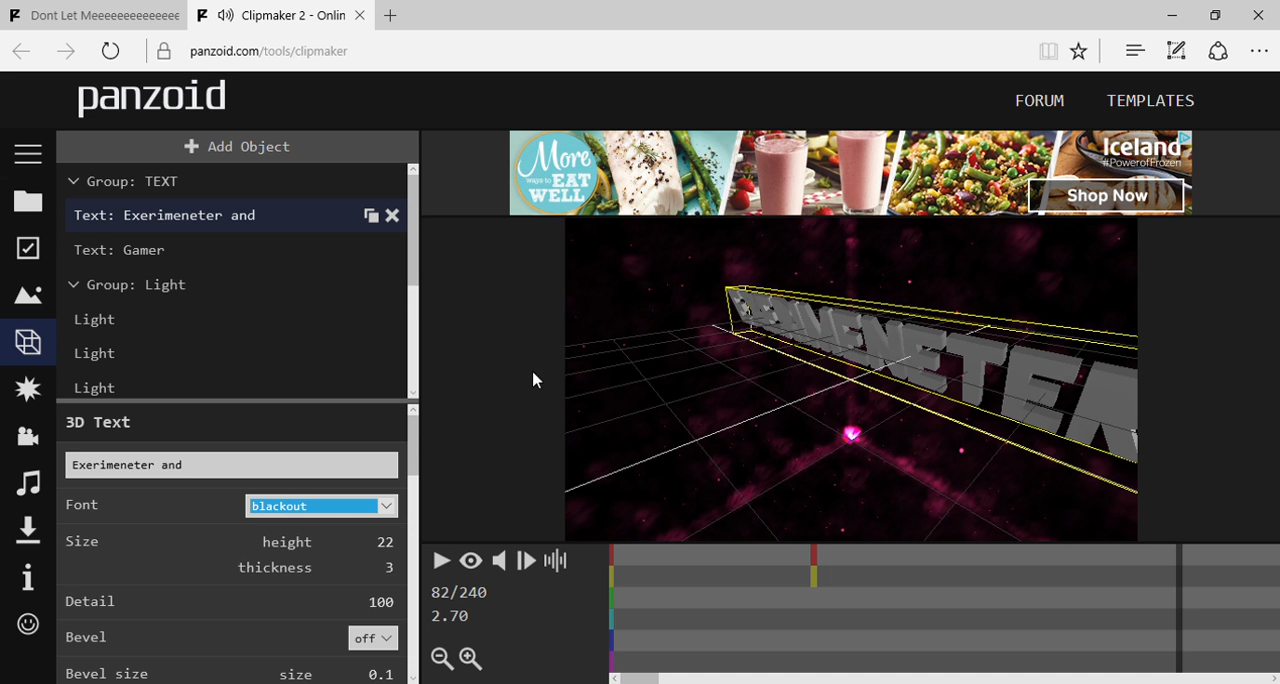 Dont Let Meeeeeeeeeeeeeee
Clipmaker 2 - Onlin
panzoid.com/tools/clipmaker
panzoid
FORUM
TEMPLATES
Add Object
Group: TEXT
Text: Exerimeneter and
Text: Gamer
Group: Light
Light
Light
Light
3D Text
Exerimeneter and
Font blackout
Size height 22
thickness 3
Detail 100
Bevel off
Bevel size size 0.1
More
ways to EAT
WELL
Iceland
#PowerofFrozen
Shop Now
82/240
2.70